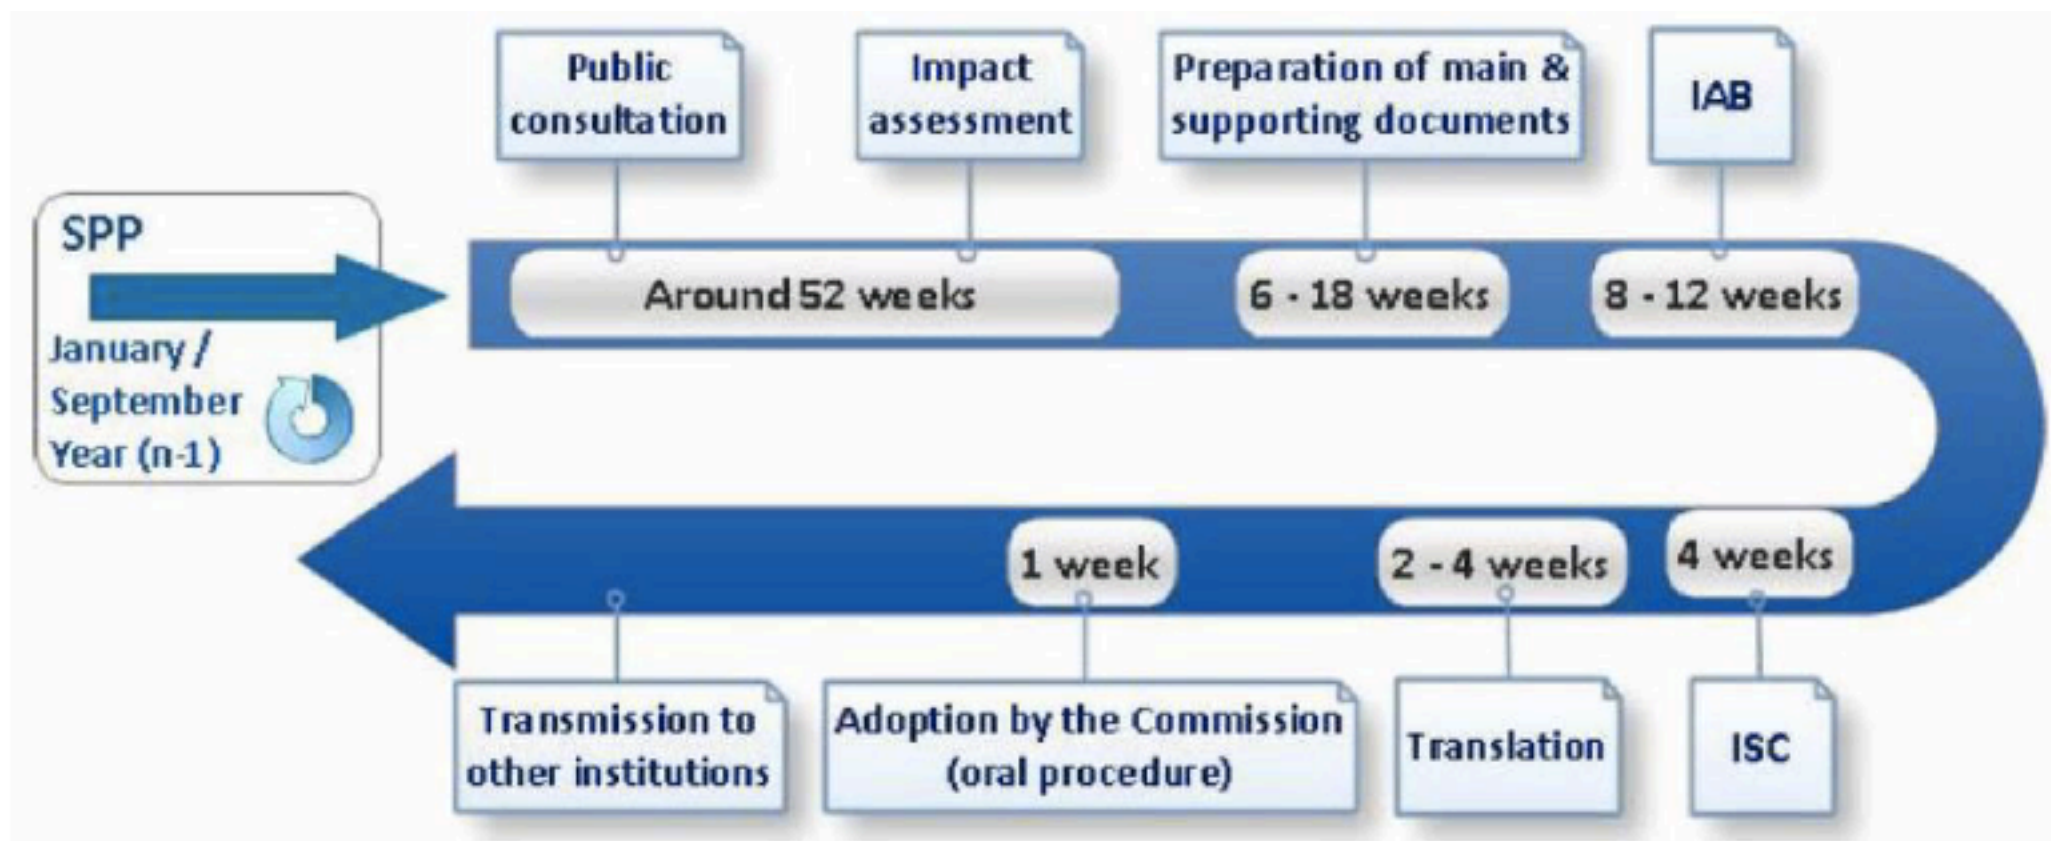 Public
consultation
Impact
assessment
Preparation of main &
supporting documents
IAB
SPP
January /
September
Year (n-1)
Around 52 weeks
6 - 18 weeks
8 - 12 weeks
1 week
2 - 4 weeks
4 weeks
Transmission to
other institutions
Adoption by the Commission
(oral procedure)
Translation
ISC